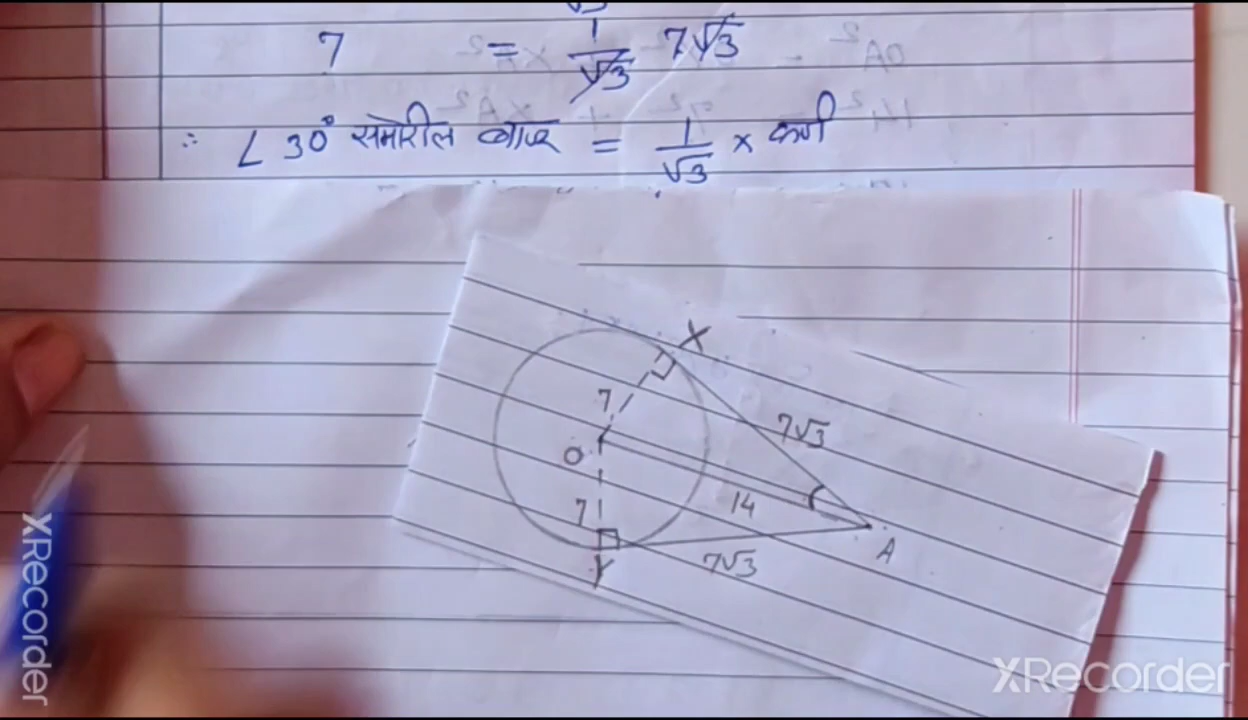 7 = 1/√3 7√3
∴ ∠30° समोरील बाजू = 1/√3 × कर्ण
X
7
7√3
O
14
7
A
7√3
Y
XRecorder
XRecorder